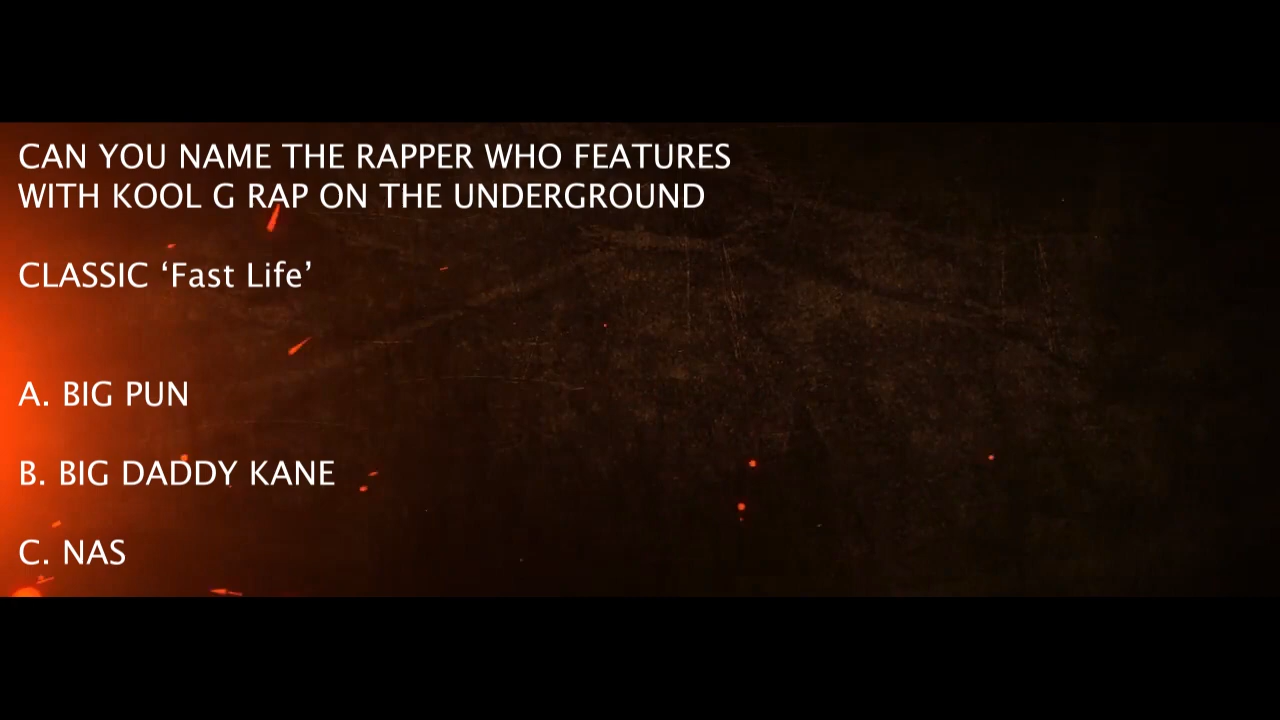 CAN YOU NAME THE RAPPER WHO FEATURES
WITH KOOL G RAP ON THE UNDERGROUND
CLASSIC ‘Fast Life’
A. BIG PUN
B. BIG DADDY KANE
C. NAS